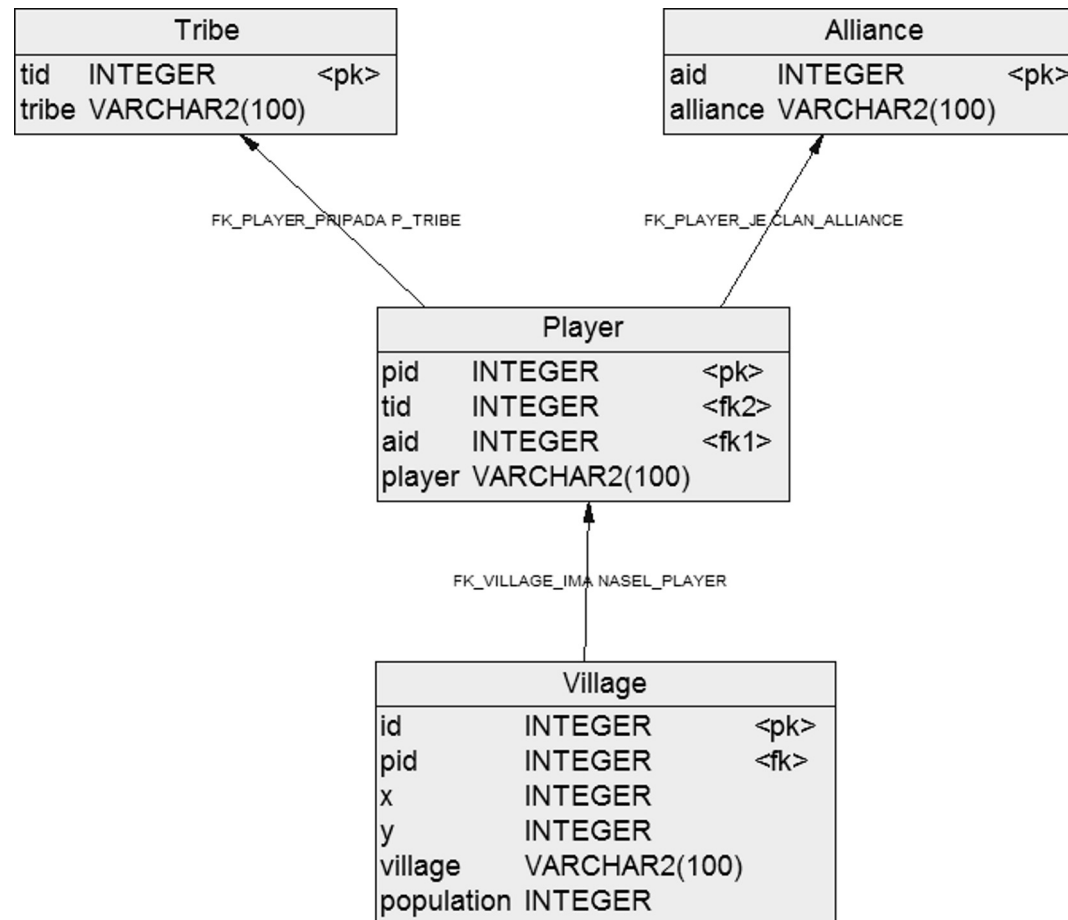 Tribe
tid INTEGER <pk>
tribe VARCHAR2(100)
Alliance
aid INTEGER <pk>
alliance VARCHAR2(100)
FK_PLAYER_PRIPADA P_TRIBE
FK_PLAYER_JE CLAN_ALLIANCE
Player
pid INTEGER <pk>
tid INTEGER <fk2>
aid INTEGER <fk1>
player VARCHAR2(100)
FK_VILLAGE_IMA NASEL_PLAYER
Village
id INTEGER <pk>
pid INTEGER <fk>
x INTEGER
y INTEGER
village VARCHAR2(100)
population INTEGER